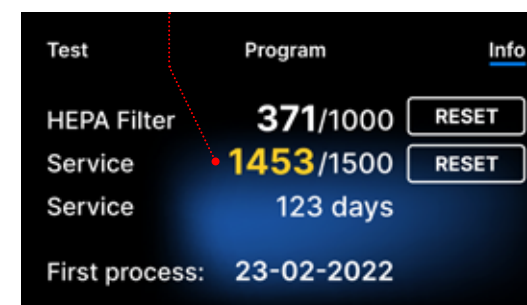 Test Program Info
HEPA Filter 371/1000 RESET
Service 1453/1500 RESET
Service 123 days
First process: 23-02-2022